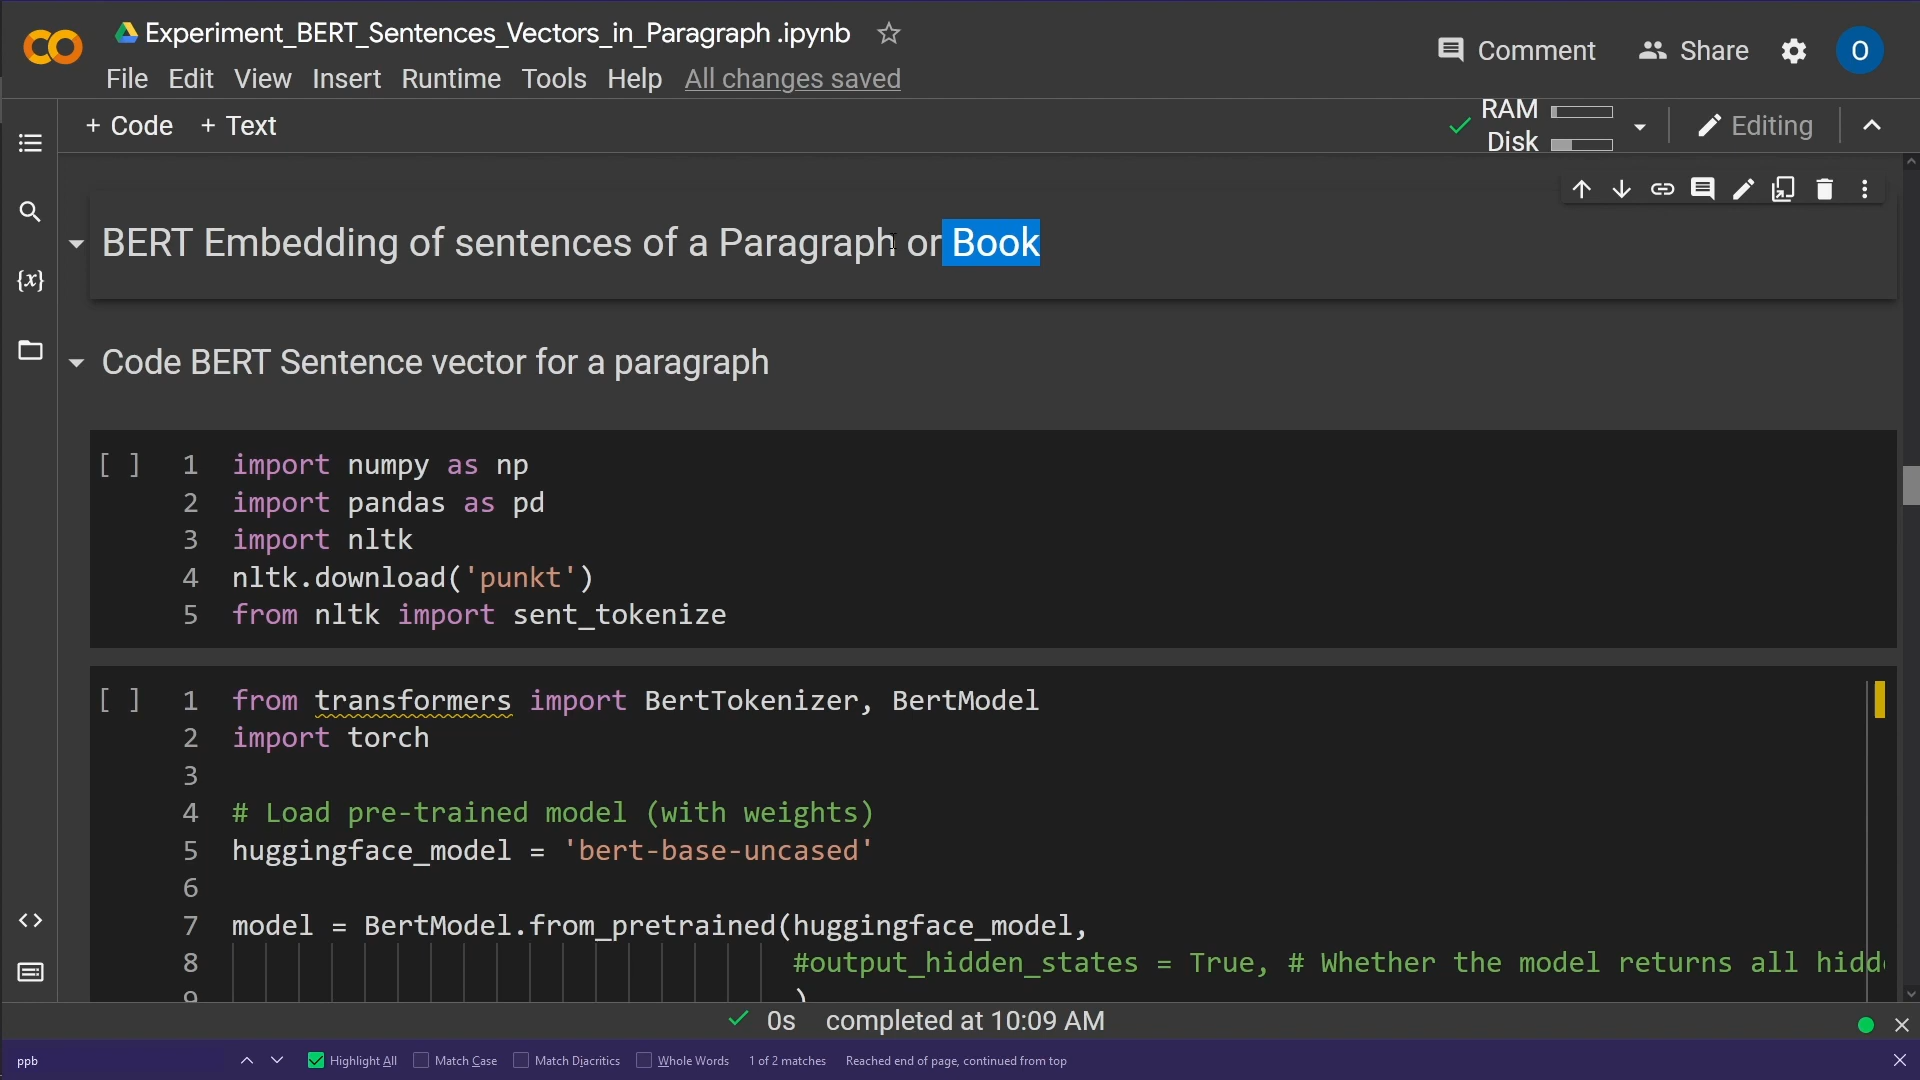 Experiment_BERT_Sentences_Vectors_in_Paragraph .ipynb
Comment Share O
File Edit View Insert Runtime Tools Help All changes saved
+ Code + Text
RAM
Disk
Editing
BERT Embedding of sentences of a Paragraph or Book
{x}
Code BERT Sentence vector for a paragraph
[ ] 1 import numpy as np
2 import pandas as pd
3 import nltk
4 nltk.download('punkt')
5 from nltk import sent_tokenize
[ ] 1 from transformers import BertTokenizer, BertModel
2 import torch
3
4 # Load pre-trained model (with weights)
5 huggingface_model = 'bert-base-uncased'
6
7 model = BertModel.from_pretrained(huggingface_model,
8 #output_hidden_states = True, # Whether the model returns all hidd
9 )
0s completed at 10:09 AM
ppb Highlight All Match Case Match Diacritics Whole Words 1 of 2 matches Reached end of page, continued from top